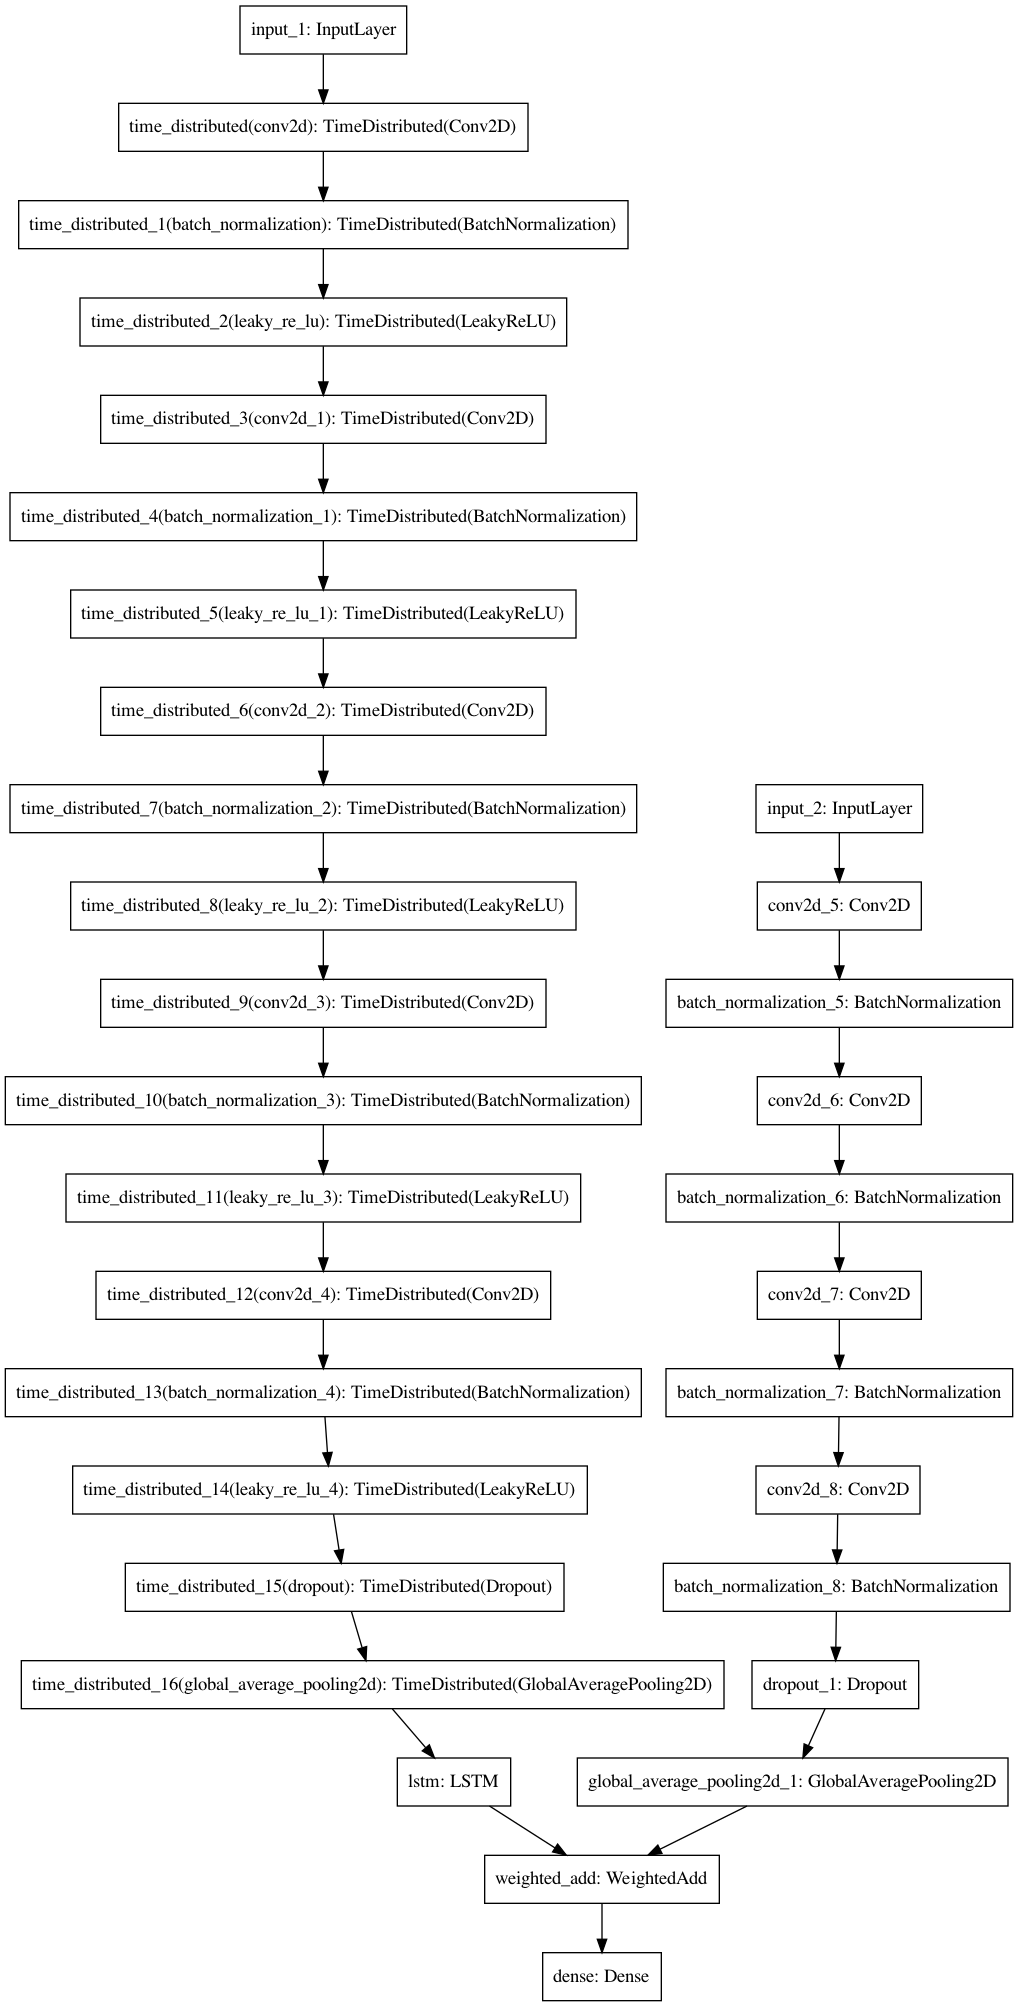 input_1: InputLayer
time_distributed(conv2d): TimeDistributed(Conv2D)
time_distributed_1(batch_normalization): TimeDistributed(BatchNormalization)
time_distributed_2(leaky_re_lu): TimeDistributed(LeakyReLU)
time_distributed_3(conv2d_1): TimeDistributed(Conv2D)
time_distributed_4(batch_normalization_1): TimeDistributed(BatchNormalization)
time_distributed_5(leaky_re_lu_1): TimeDistributed(LeakyReLU)
time_distributed_6(conv2d_2): TimeDistributed(Conv2D)
time_distributed_7(batch_normalization_2): TimeDistributed(BatchNormalization)
time_distributed_8(leaky_re_lu_2): TimeDistributed(LeakyReLU)
time_distributed_9(conv2d_3): TimeDistributed(Conv2D)
time_distributed_10(batch_normalization_3): TimeDistributed(BatchNormalization)
time_distributed_11(leaky_re_lu_3): TimeDistributed(LeakyReLU)
time_distributed_12(conv2d_4): TimeDistributed(Conv2D)
time_distributed_13(batch_normalization_4): TimeDistributed(BatchNormalization)
time_distributed_14(leaky_re_lu_4): TimeDistributed(LeakyReLU)
time_distributed_15(dropout): TimeDistributed(Dropout)
time_distributed_16(global_average_pooling2d): TimeDistributed(GlobalAveragePooling2D)
lstm: LSTM
input_2: InputLayer
conv2d_5: Conv2D
batch_normalization_5: BatchNormalization
conv2d_6: Conv2D
batch_normalization_6: BatchNormalization
conv2d_7: Conv2D
batch_normalization_7: BatchNormalization
conv2d_8: Conv2D
batch_normalization_8: BatchNormalization
dropout_1: Dropout
global_average_pooling2d_1: GlobalAveragePooling2D
weighted_add: WeightedAdd
dense: Dense